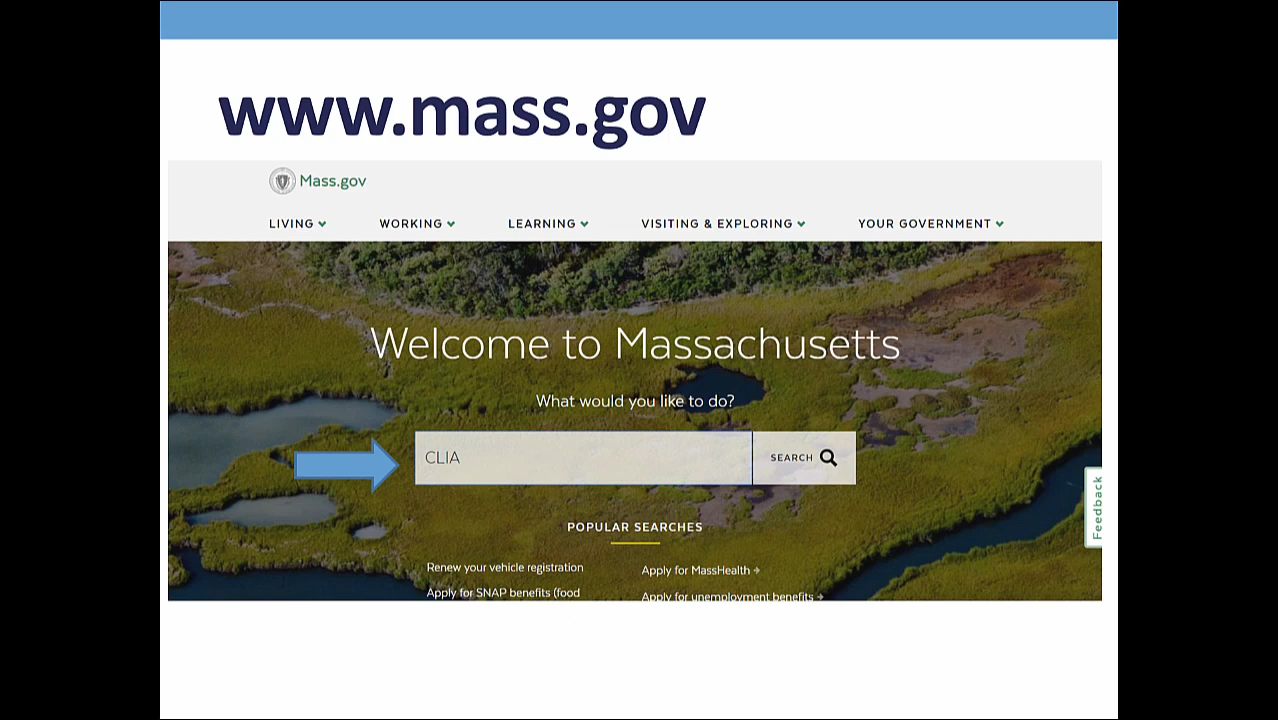 www.mass.gov
Mass.gov
LIVING WORKING LEARNING VISITING & EXPLORING YOUR GOVERNMENT
Welcome to Massachusetts
What would you like to do?
CLIA SEARCH
Feedback
POPULAR SEARCHES
Renew your vehicle registration Apply for MassHealth →
Apply for SNAP benefits (food Apply for unemployment benefits →